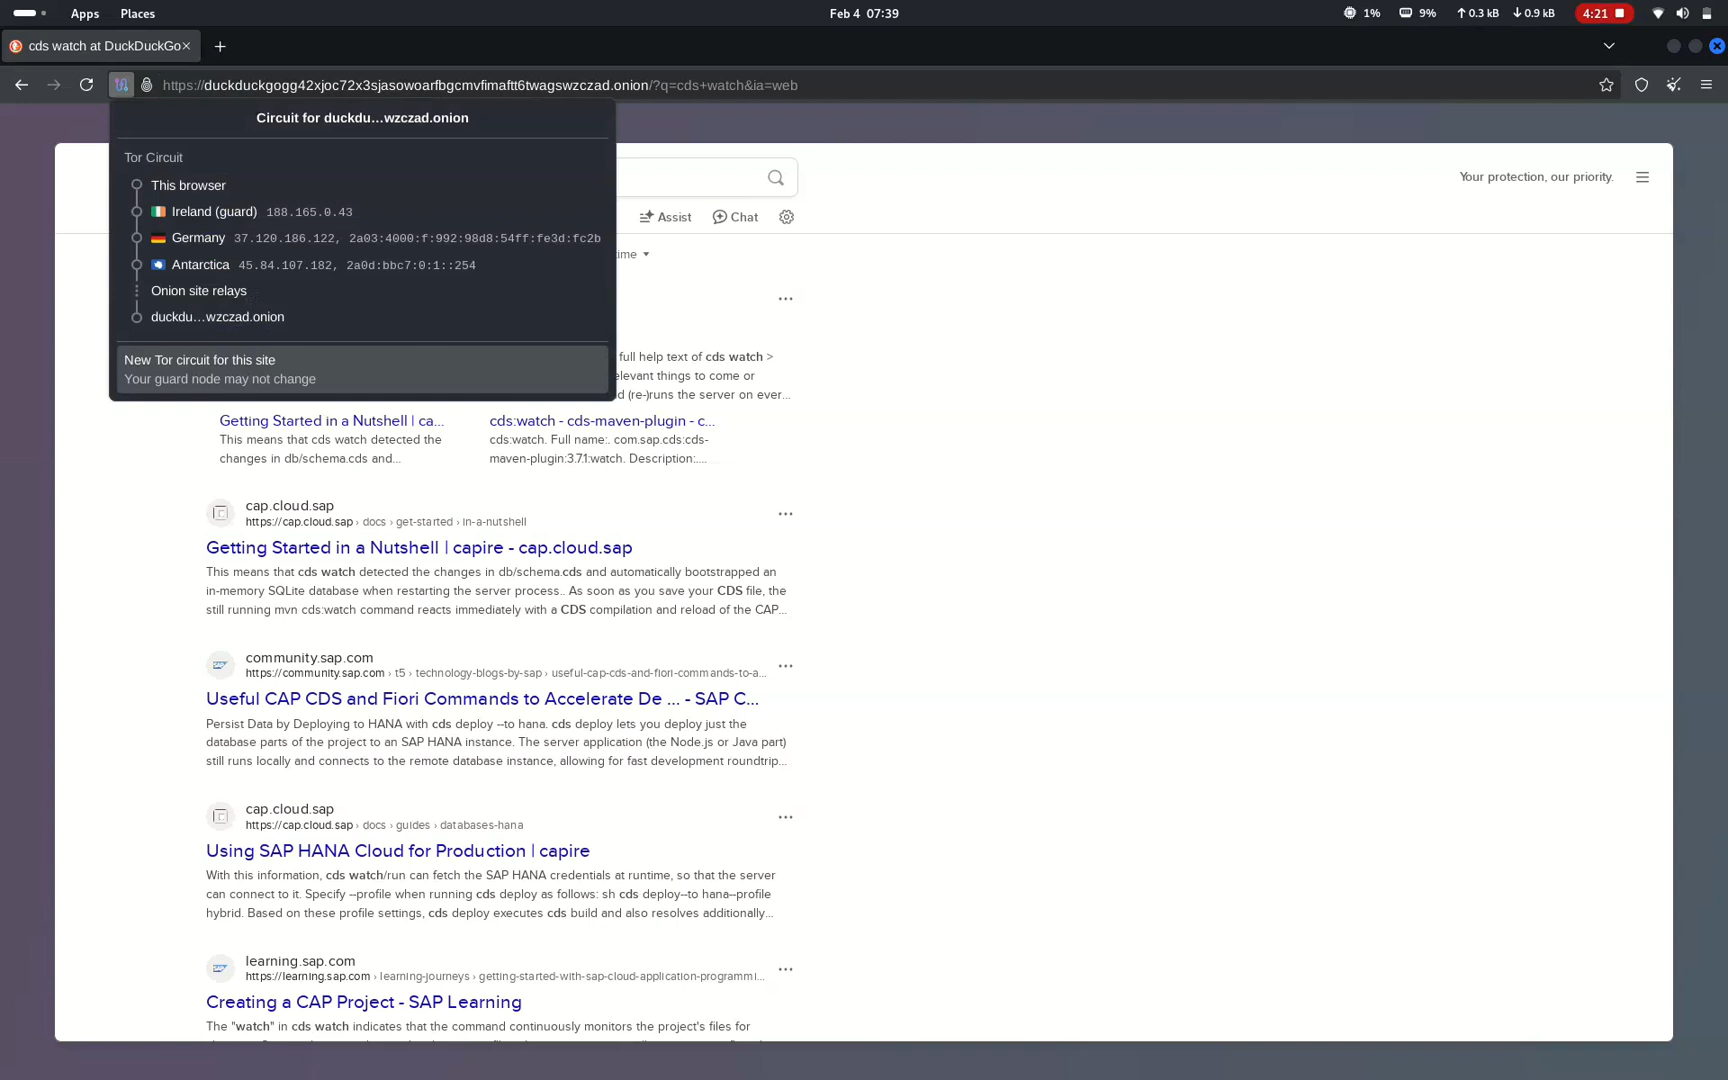 Apps Places Feb 4 07:39 1% 9% 0.3 kB 0.9 kB 4:21
cds watch at DuckDuckGo
https://duckduckgogg42xjoc72x3sjasowoarfbgcmvfimaftt6twagswzczad.onion/?q=cds+watch&ia=web
Circuit for duckdu…wzczad.onion
Tor Circuit
This browser
Ireland (guard) 188.165.0.43
Germany 37.120.186.122, 2a03:4000:f:992:98d8:54ff:fe3d:fc2b
Antarctica 45.84.107.182, 2a0d:bbc7:0:1::254
Onion site relays
duckdu…wzczad.onion
New Tor circuit for this site
Your guard node may not change
Your protection, our priority.
Assist Chat
time
full help text of cds watch >
elevant things to come or
d (re-)runs the server on ever...
Getting Started in a Nutshell | ca...
This means that cds watch detected the
changes in db/schema.cds and...
cds:watch - cds-maven-plugin - c...
cds:watch. Full name:. com.sap.cds:cds-
maven-plugin:3.7.1:watch. Description:....
cap.cloud.sap
https://cap.cloud.sap › docs › get-started › in-a-nutshell
Getting Started in a Nutshell | capire - cap.cloud.sap
This means that cds watch detected the changes in db/schema.cds and automatically bootstrapped an
in-memory SQLite database when restarting the server process.. As soon as you save your CDS file, the
still running mvn cds:watch command reacts immediately with a CDS compilation and reload of the CAP...
community.sap.com
https://community.sap.com › t5 › technology-blogs-by-sap › useful-cap-cds-and-fiori-commands-to-a...
Useful CAP CDS and Fiori Commands to Accelerate De ... - SAP C...
Persist Data by Deploying to HANA with cds deploy --to hana. cds deploy lets you deploy just the
database parts of the project to an SAP HANA instance. The server application (the Node.js or Java part)
still runs locally and connects to the remote database instance, allowing for fast development roundtrip...
cap.cloud.sap
https://cap.cloud.sap › docs › guides › databases-hana
Using SAP HANA Cloud for Production | capire
With this information, cds watch/run can fetch the SAP HANA credentials at runtime, so that the server
can connect to it. Specify --profile when running cds deploy as follows: sh cds deploy--to hana--profile
hybrid. Based on these profile settings, cds deploy executes cds build and also resolves additionally...
learning.sap.com
https://learning.sap.com › learning-journeys › getting-started-with-sap-cloud-application-programmi...
Creating a CAP Project - SAP Learning
The "watch" in cds watch indicates that the command continuously monitors the project's files for